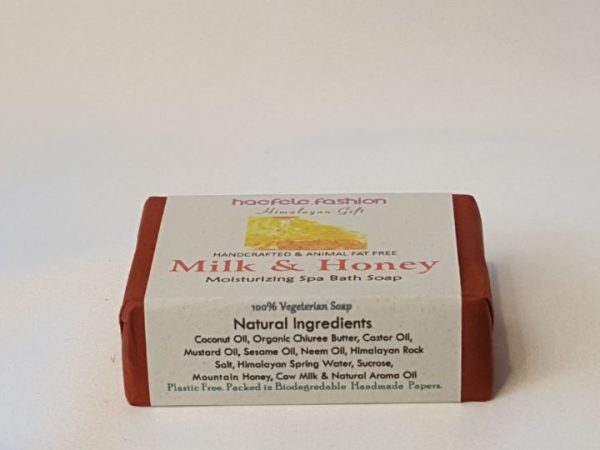 haefele.fashion
Himalayan Gift
HANDCRAFTED & ANIMAL FAT FREE
Milk & Honey
Moisturizing Spa Bath Soap
100% Vegeterian Soap
Natural Ingredients
Coconut Oil, Organic Chiuree Butter, Castor Oil,
Mustard Oil, Sesame Oil, Neem Oil, Himalayan Rock
Salt, Himalayan Spring Water, Sucrose,
Mountain Honey, Caw Milk & Natural Aroma Oil
Plastic Free. Packed in Biodegredable Handmade Papers.